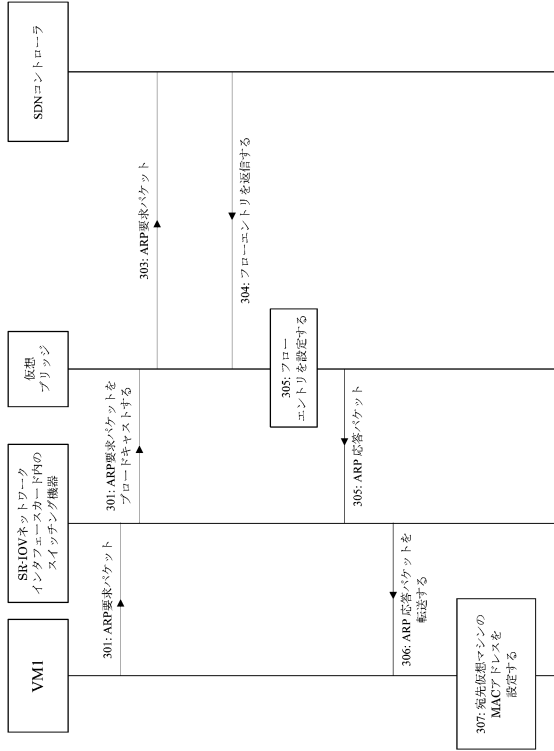 VM1
SR-IOVネットワーク
インタフェースカード内の
スイッチング機器
仮想
ブリッジ
SDNコントローラ
301: ARP要求パケット
301: ARP要求パケットを
ブロードキャストする
303: ARP要求パケット
304: フローエントリを返信する
305: フロー
エントリを設定する
305: ARP 応答パケット
306: ARP 応答パケットを
転送する
307: 宛先仮想マシンの
MACアドレスを
設定する